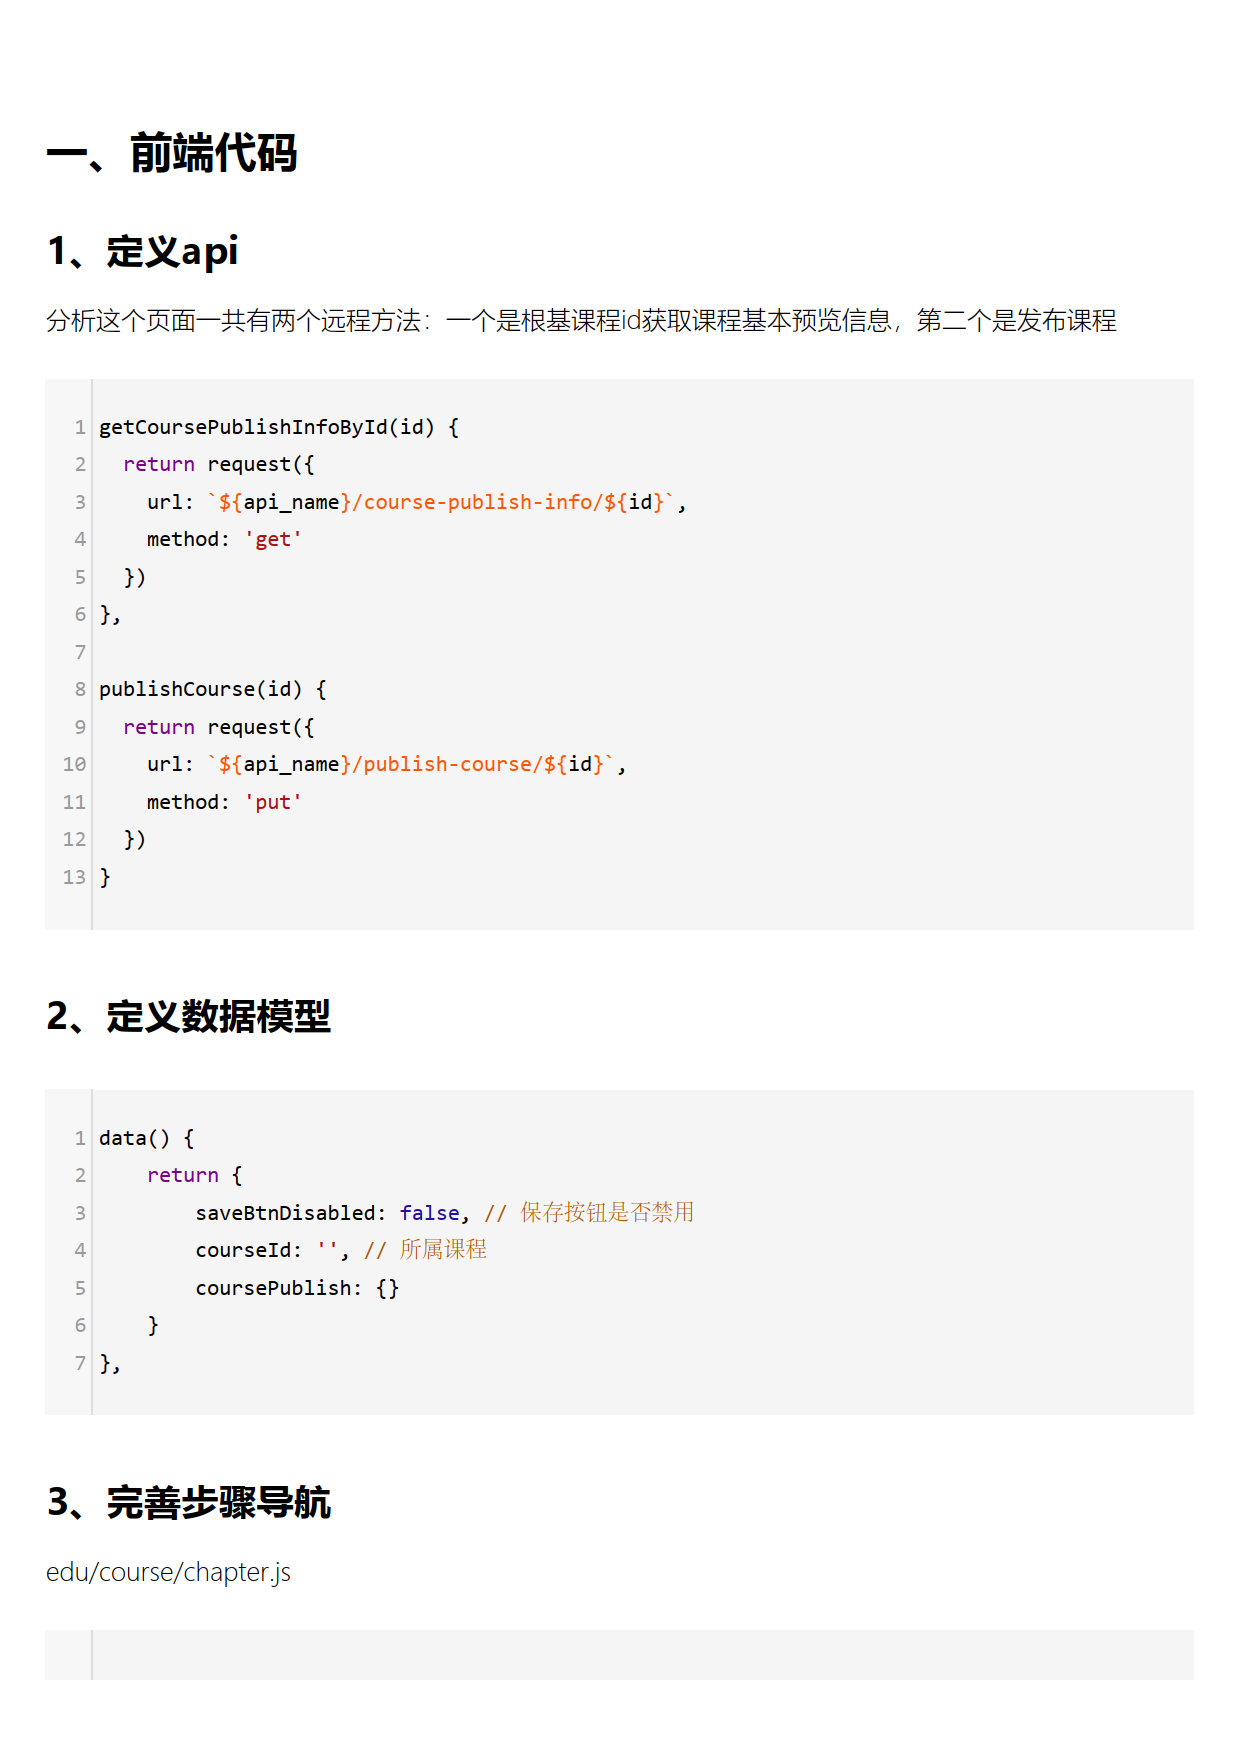 一、前端代码
1、定义api
分析这个页面一共有两个远程方法：一个是根基课程id获取课程基本预览信息，第二个是发布课程
1 getCoursePublishInfoById(id) {
2   return request({
3     url: `${api_name}/course-publish-info/${id}`,
4     method: 'get'
5   })
6 },
7
8 publishCourse(id) {
9   return request({
10     url: `${api_name}/publish-course/${id}`,
11     method: 'put'
12   })
13 }
2、定义数据模型
1 data() {
2     return {
3         saveBtnDisabled: false, // 保存按钮是否禁用
4         courseId: '', // 所属课程
5         coursePublish: {}
6     }
7 },
3、完善步骤导航
edu/course/chapter.js